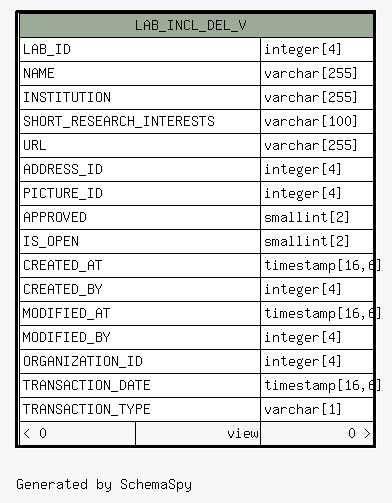 LAB_INCL_DEL_V
LAB_ID integer[4]
NAME varchar[255]
INSTITUTION varchar[255]
SHORT_RESEARCH_INTERESTS varchar[100]
URL varchar[255]
ADDRESS_ID integer[4]
PICTURE_ID integer[4]
APPROVED smallint[2]
IS_OPEN smallint[2]
CREATED_AT timestamp[16,6]
CREATED_BY integer[4]
MODIFIED_AT timestamp[16,6]
MODIFIED_BY integer[4]
ORGANIZATION_ID integer[4]
TRANSACTION_DATE timestamp[16,6]
TRANSACTION_TYPE varchar[1]
< 0 view 0 >
Generated by SchemaSpy